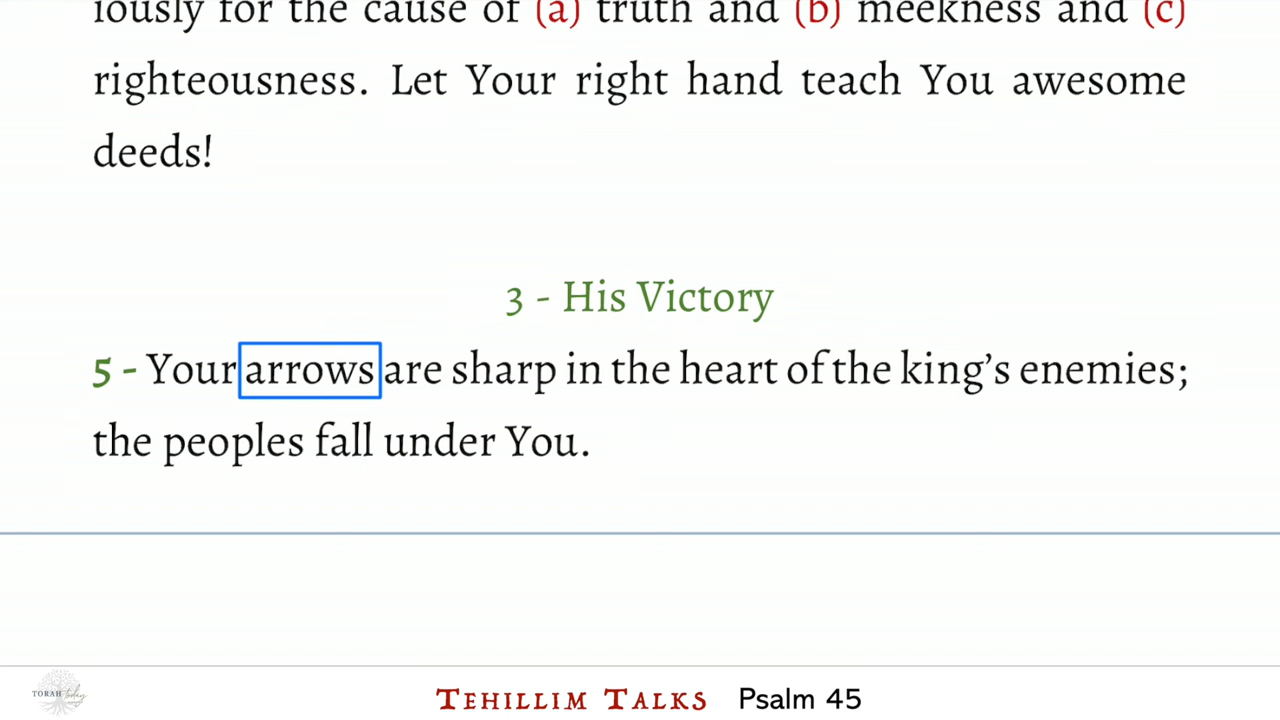 iously for the cause of (a) truth and (b) meekness and (c)
righteousness. Let Your right hand teach You awesome
deeds!
3 - His Victory
5 - Your arrows are sharp in the heart of the king’s enemies;
the peoples fall under You.
TORAH today
TEHILLIM TALKS Psalm 45